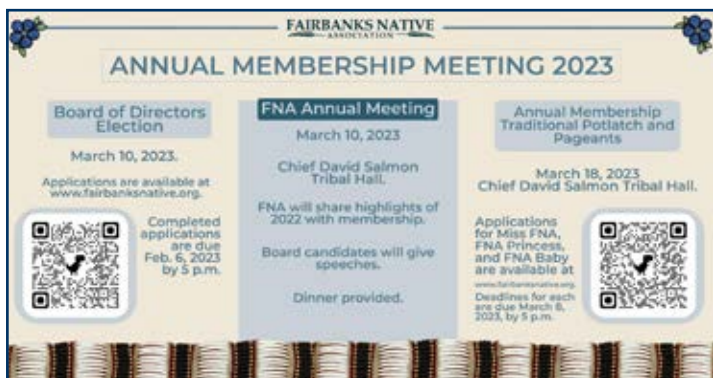 FAIRBANKS NATIVE
ASSOCIATION
ANNUAL MEMBERSHIP MEETING 2023
Board of Directors
Election
March 10, 2023.
Applications are available at
www.fairbanksnative.org.
Completed
applications
are due
Feb. 6, 2023
by 5 p.m.
FNA Annual Meeting
March 10, 2023
Chief David Salmon
Tribal Hall.
FNA will share highlights of
2022 with membership.
Board candidates will give
speeches.
Dinner provided.
Annual Membership
Traditional Potlatch and
Pageants
March 18, 2023
Chief David Salmon Tribal Hall.
Applications
for Miss FNA,
FNA Princess,
and FNA Baby
are available at
www.fairbanksnative.org.
Deadlines for each
are due March 8,
2023, by 5 p.m.